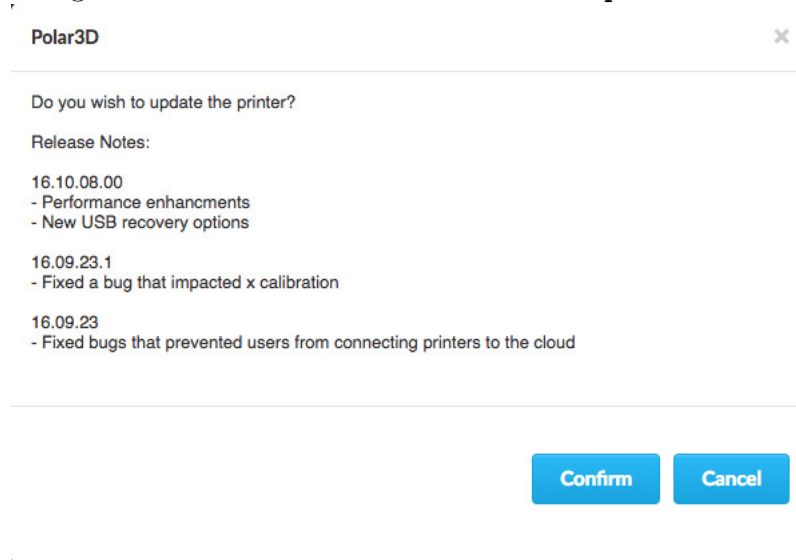 Polar3D
×
Do you wish to update the printer?
Release Notes:
16.10.08.00
- Performance enhancments
- New USB recovery options
16.09.23.1
- Fixed a bug that impacted x calibration
16.09.23
- Fixed bugs that prevented users from connecting printers to the cloud
Confirm
Cancel